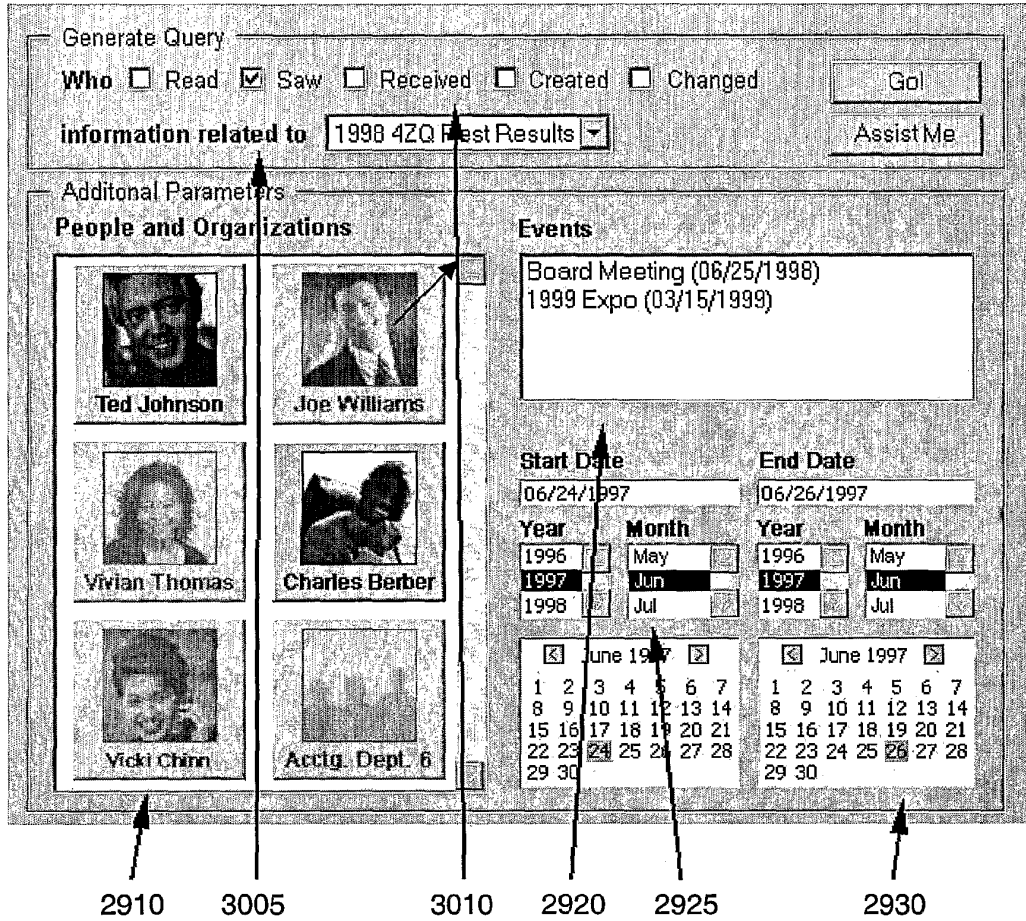 Generate Query
Who Read Saw Received Created Changed Go!
information related to 1998 4ZQ Test Results Assist Me
Additonal Parameters
People and Organizations
Ted Johnson Joe Williams
Vivian Thomas Charles Berber
Vicki Chinn Acctg. Dept. 6
Events
Board Meeting (06/25/1998)
1999 Expo (03/15/1999)
Start Date End Date
06/24/1997 06/26/1997
Year Month Year Month
1996 May 1996 May
1997 Jun 1997 Jun
1998 Jul 1998 Jul
< June 1997 > < June 1997 >
1 2 3 4 5 6 7 1 2 3 4 5 6 7
8 9 10 11 12 13 14 8 9 10 11 12 13 14
15 16 17 18 19 20 21 15 16 17 18 19 20 21
22 23 24 25 26 27 28 22 23 24 25 26 27 28
29 30 29 30
2910 3005 3010 2920 2925 2930